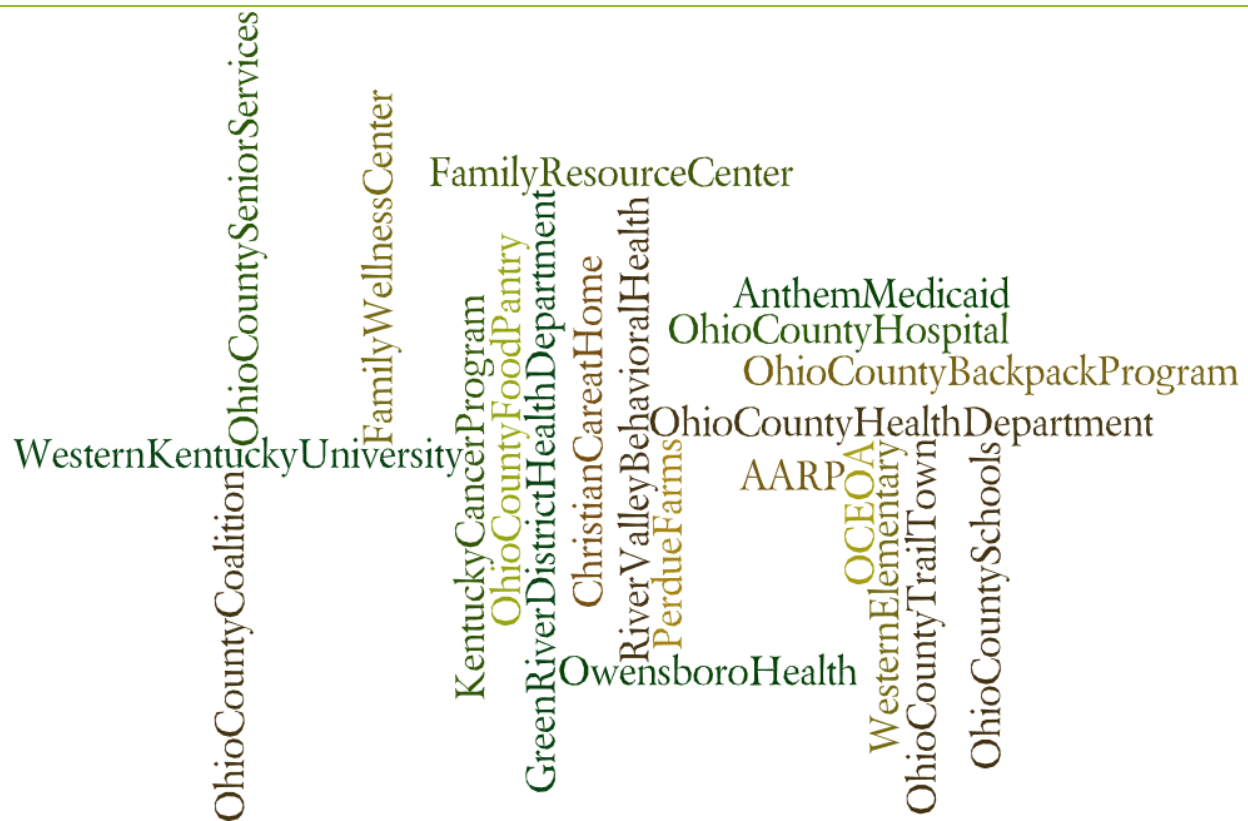 OhioCountySeniorServices
FamilyWellnessCenter
FamilyResourceCenter
WesternKentuckyUniversity
OhioCountyCoalition
KentuckyCancerProgram
OhioCountyFoodPantry
GreenRiverDistrictHealthDepartment
ChristianCareatHome
RiverValleyBehavioralHealth
PerdueFarms
OwensboroHealth
AnthemMedicaid
OhioCountyHospital
OhioCountyBackpackProgram
OhioCountyHealthDepartment
AARP
OCEOA
WesternElementary
OhioCountyTrailTown
OhioCountySchools